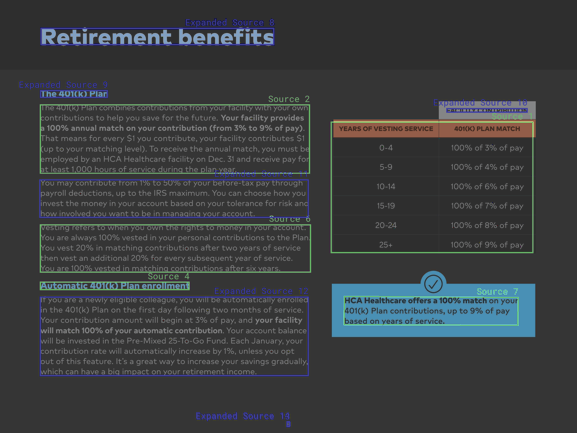 Expanded Source 8
Retirement benefits
Expanded Source 9
The 401(k) Plan
Source 2
The 401(k) Plan combines contributions from your facility with your own
contributions to help you save for the future. Your facility provides
a 100% annual match on your contribution (from 3% to 9% of pay).
That means for every $1 you contribute, your facility contributes $1
(up to your matching level). To receive the annual match, you must be
employed by an HCA Healthcare facility on Dec. 31 and receive pay for
at least 1,000 hours of service during the plan year.
You may contribute from 1% to 50% of your before-tax pay through
payroll deductions, up to the IRS maximum. You can choose how you
invest the money in your account based on your tolerance for risk and
how involved you want to be in managing your account.
Source 6
Vesting refers to when you own the rights to money in your account.
You are always 100% vested in your personal contributions to the Plan.
You vest 20% in matching contributions after two years of service
then vest an additional 20% for every subsequent year of service.
You are 100% vested in matching contributions after six years.
Source 4
Automatic 401(k) Plan enrollment
Expanded Source 12
If you are a newly eligible colleague, you will be automatically enrolled
in the 401(k) Plan on the first day following two months of service.
Your contribution amount will begin at 3% of pay, and your facility
will match 100% of your automatic contribution. Your account balance
will be invested in the Pre-Mixed 25-To-Go Fund. Each January, your
contribution rate will automatically increase by 1%, unless you opt
out of this feature. It's a great way to increase your savings gradually,
which can have a big impact on your retirement income.
Expanded Source 10
Source
YEARS OF VESTING SERVICE 401(K) PLAN MATCH
0-4 100% of 3% of pay
5-9 100% of 4% of pay
10-14 100% of 6% of pay
15-19 100% of 7% of pay
20-24 100% of 8% of pay
25+ 100% of 9% of pay
Source 7
HCA Healthcare offers a 100% match on your
401(k) Plan contributions, up to 9% of pay
based on years of service.
Expanded Source 14